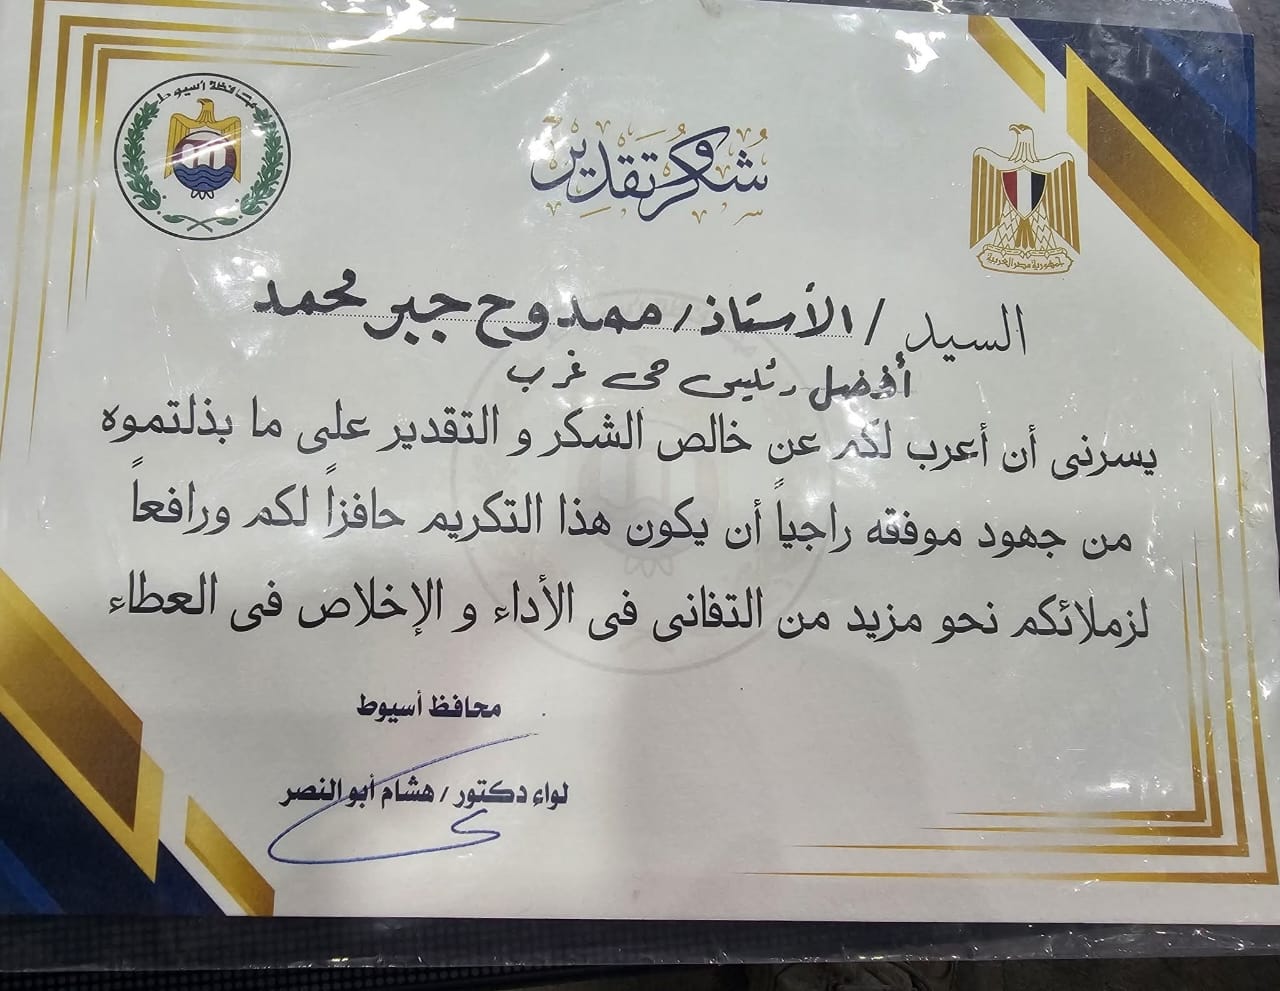 محافظة أسيوط
شكر وتقدير
جمهورية مصر العربية
السيد / الأستاذ / ممدوح جبر محمد
أفضل رئيس حى غرب
يسرنى أن أعرب لكم عن خالص الشكر و التقدير على ما بذلتموه
من جهود موفقه راجياً أن يكون هذا التكريم حافزاً لكم ورافعاً
لزملائكم نحو مزيد من التفانى فى الأداء و الإخلاص فى العطاء
محافظ أسيوط
لواء دكتور / هشام أبو النصر